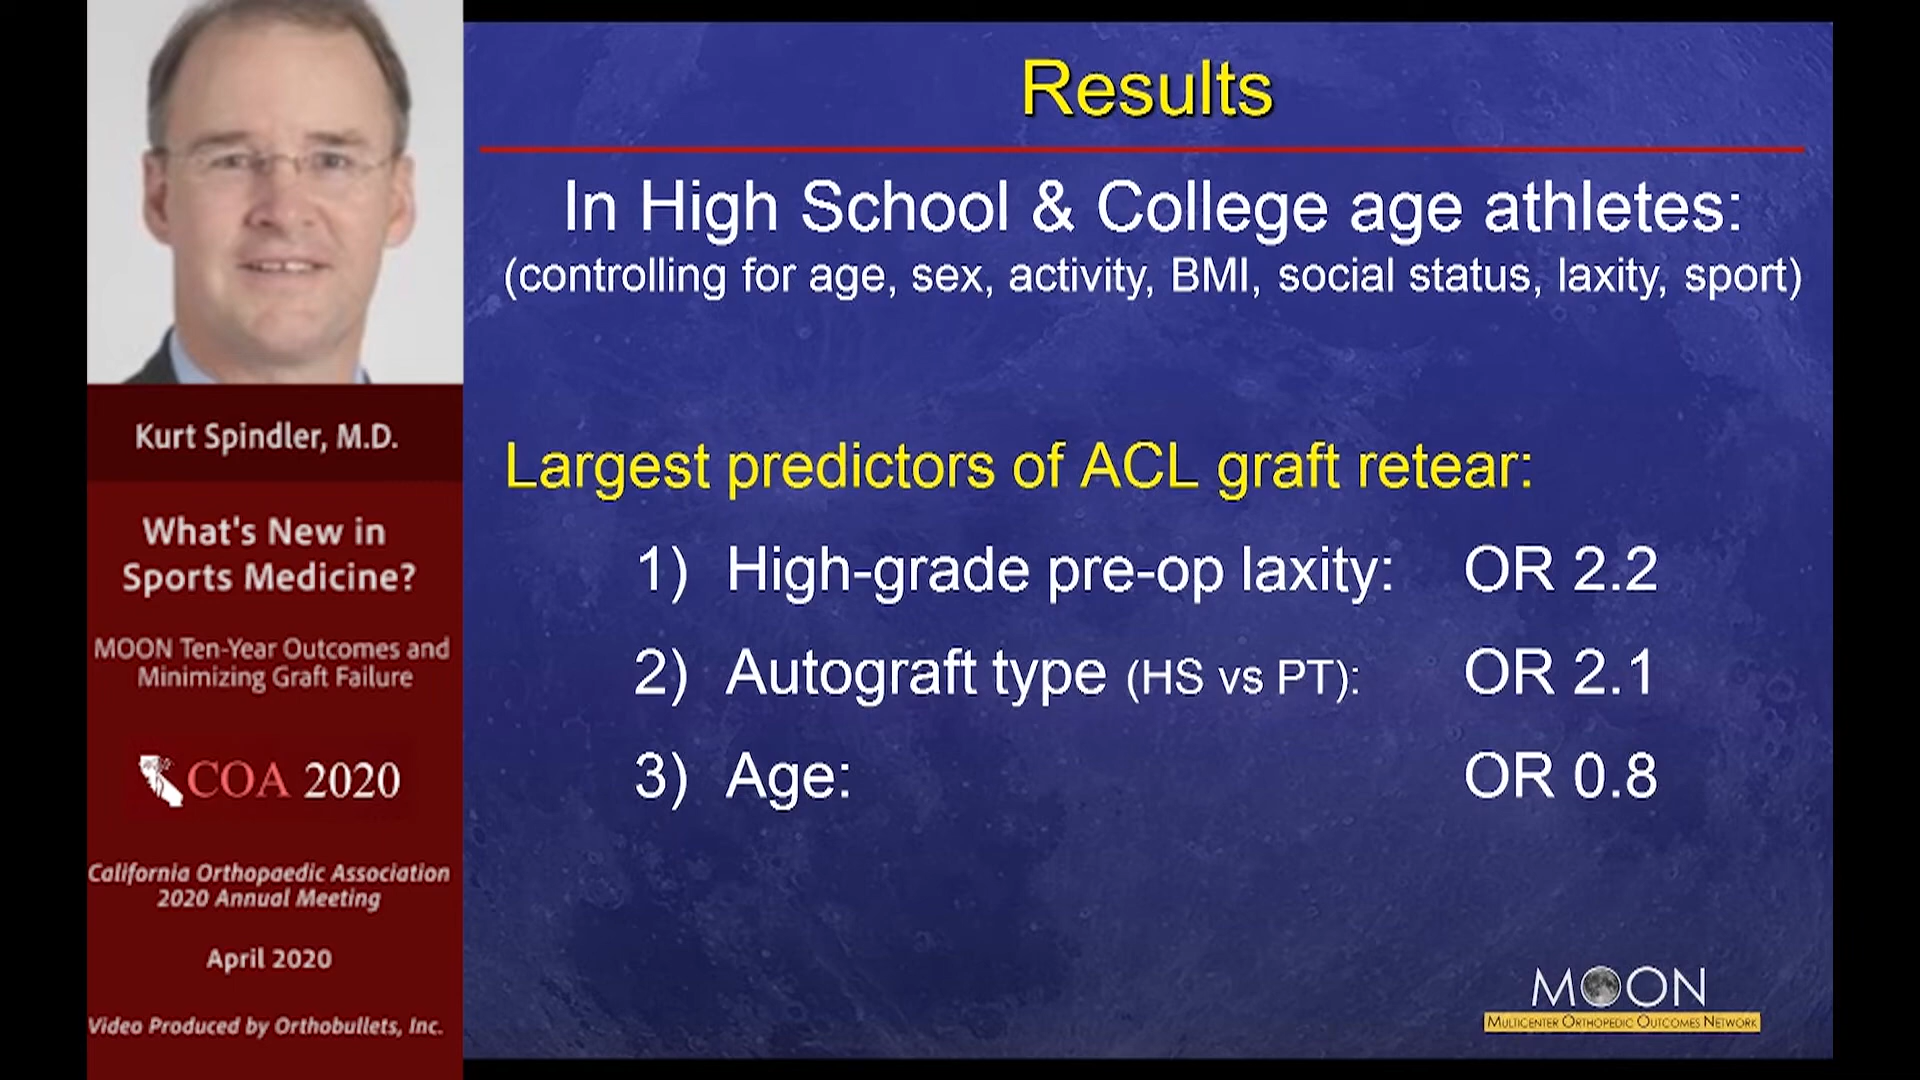 Kurt Spindler, M.D.
What's New in
Sports Medicine?
MOON Ten-Year Outcomes and
Minimizing Graft Failure
COA 2020
California Orthopaedic Association
2020 Annual Meeting
April 2020
Video Produced by Orthobullets, Inc.
Results
In High School & College age athletes:
(controlling for age, sex, activity, BMI, social status, laxity, sport)
Largest predictors of ACL graft retear:
1) High-grade pre-op laxity: OR 2.2
2) Autograft type (HS vs PT): OR 2.1
3) Age: OR 0.8
MOON
MULTICENTER ORTHOPEDIC OUTCOMES NETWORK